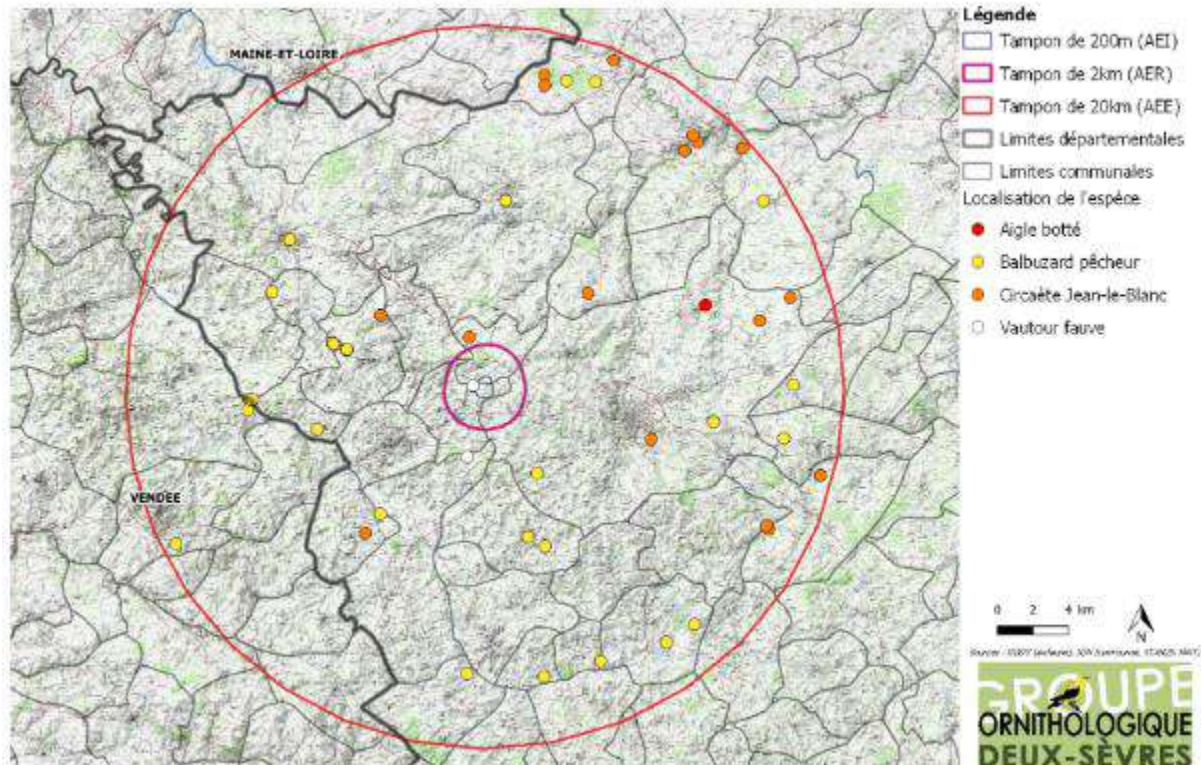 MAINE-ET-LOIRE
VENDEE
Légende
Tampon de 200m (AEI)
Tampon de 2km (AER)
Tampon de 20km (AEE)
Limites départementales
Limites communales
Localisation de l'espèce
Aigle botté
Balbuzard pêcheur
Circaète Jean-le-Blanc
Vautour fauve
0 2 4 km
N
GROUPE
ORNITHOLOGIQUE
DEUX-SÈVRES